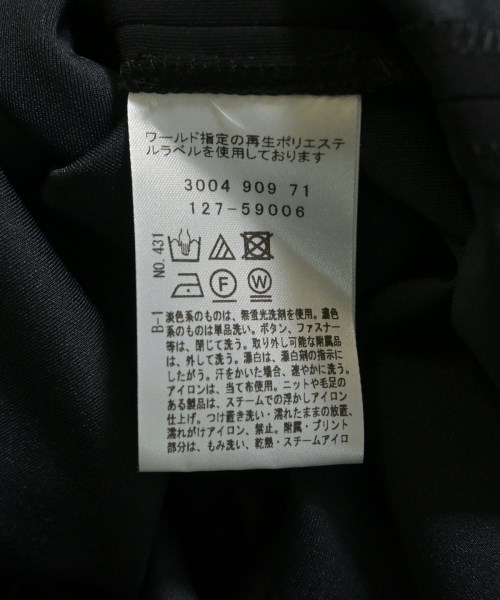 ワールド指定の再生ポリエステ
ルラベルを使用しております
3004 909 71
127-59006
NO. 431
F
W
B-1
淡色系のものは、無蛍光洗剤を使用。濃色
系のものは単品洗い。ボタン、ファスナー
等は、閉じて洗う。取り外し可能な附属品
は、外して洗う。漂白は、漂白剤の指示に
したがう。汗をかいた場合、速やかに洗う。
アイロンは、当て布使用。ニットや毛足の
ある製品は、スチームでの浮かしアイロン
仕上げ。つけ置き洗い・濡れたままの放置、
濡れがけアイロン、禁止。附属・プリント
部分は、もみ洗い、乾熱・スチームアイロ